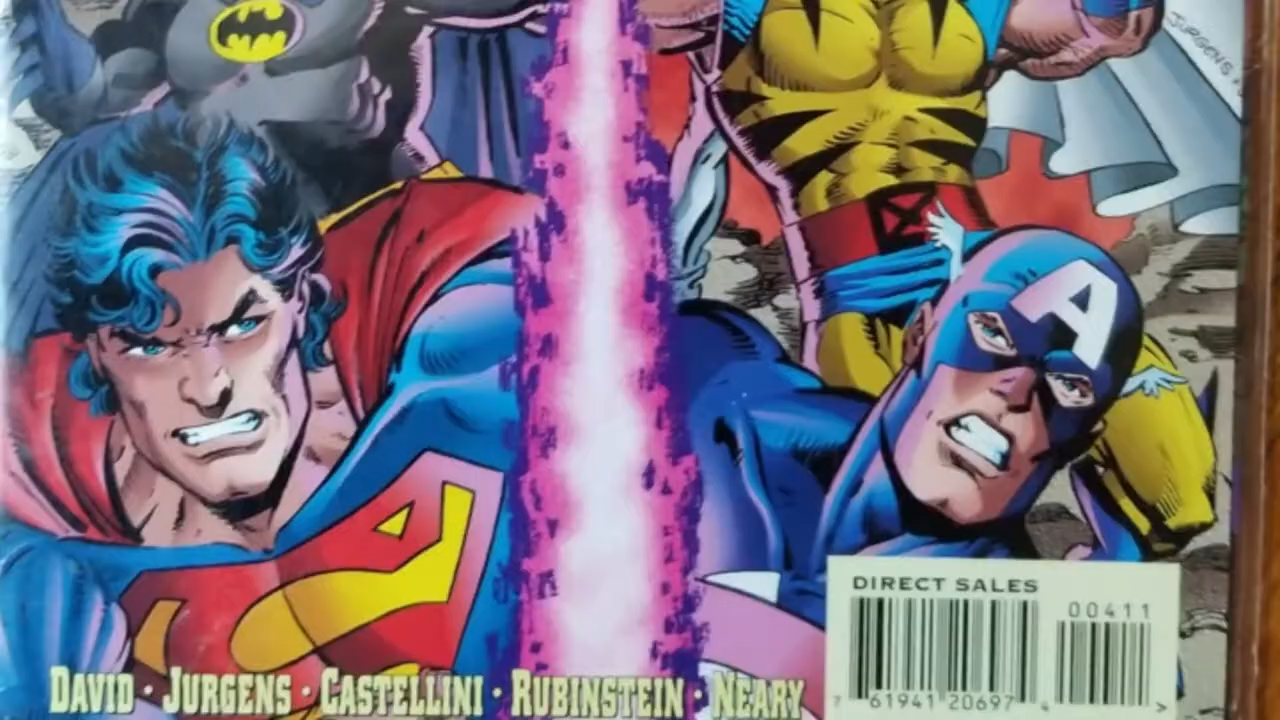 JURGENS
A
DIRECT SALES
00411
DAVID · JURGENS · CASTELLINI · RUBINSTEIN · NEARY
7 61941 20697 4 >